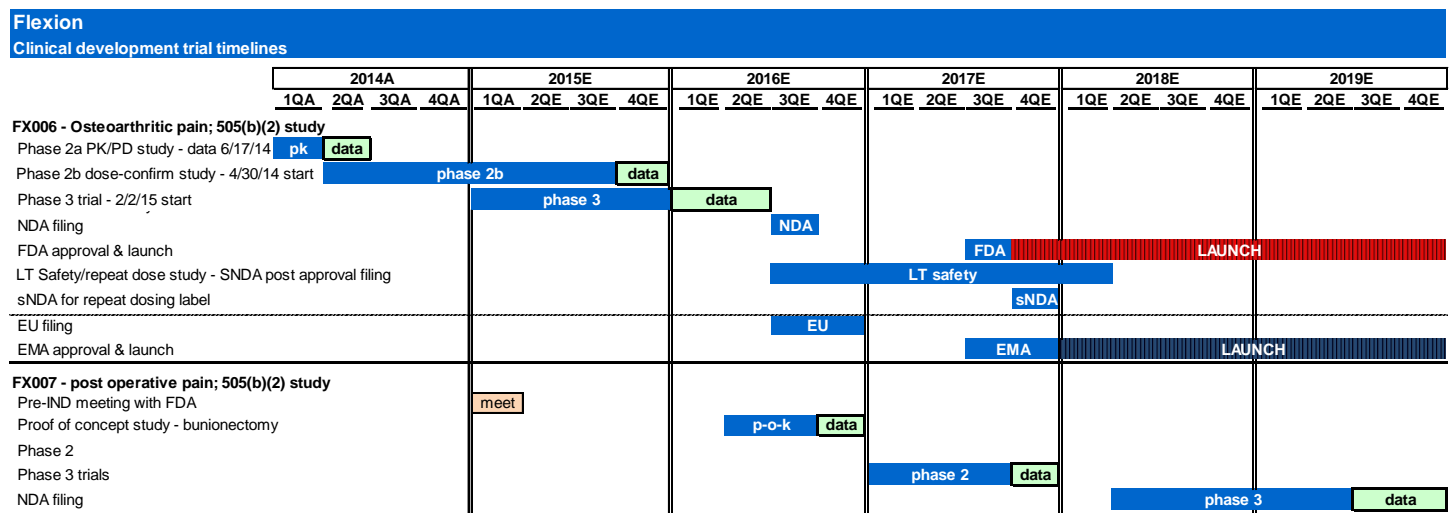 Flexion
Clinical development trial timelines
2014A 2015E 2016E 2017E 2018E 2019E
1QA 2QA 3QA 4QA 1QA 2QE 3QE 4QE 1QE 2QE 3QE 4QE 1QE 2QE 3QE 4QE 1QE 2QE 3QE 4QE 1QE 2QE 3QE 4QE
FX006 - Osteoarthritic pain; 505(b)(2) study
Phase 2a PK/PD study - data 6/17/14 pk data
Phase 2b dose-confirm study - 4/30/14 start phase 2b data
Phase 3 trial - 2/2/15 start phase 3 data
NDA filing NDA
FDA approval & launch FDA LAUNCH
LT Safety/repeat dose study - SNDA post approval filing LT safety
sNDA for repeat dosing label sNDA
EU filing EU
EMA approval & launch EMA LAUNCH
FX007 - post operative pain; 505(b)(2) study
Pre-IND meeting with FDA meet
Proof of concept study - bunionectomy p-o-k data
Phase 2
Phase 3 trials phase 2 data
NDA filing phase 3 data